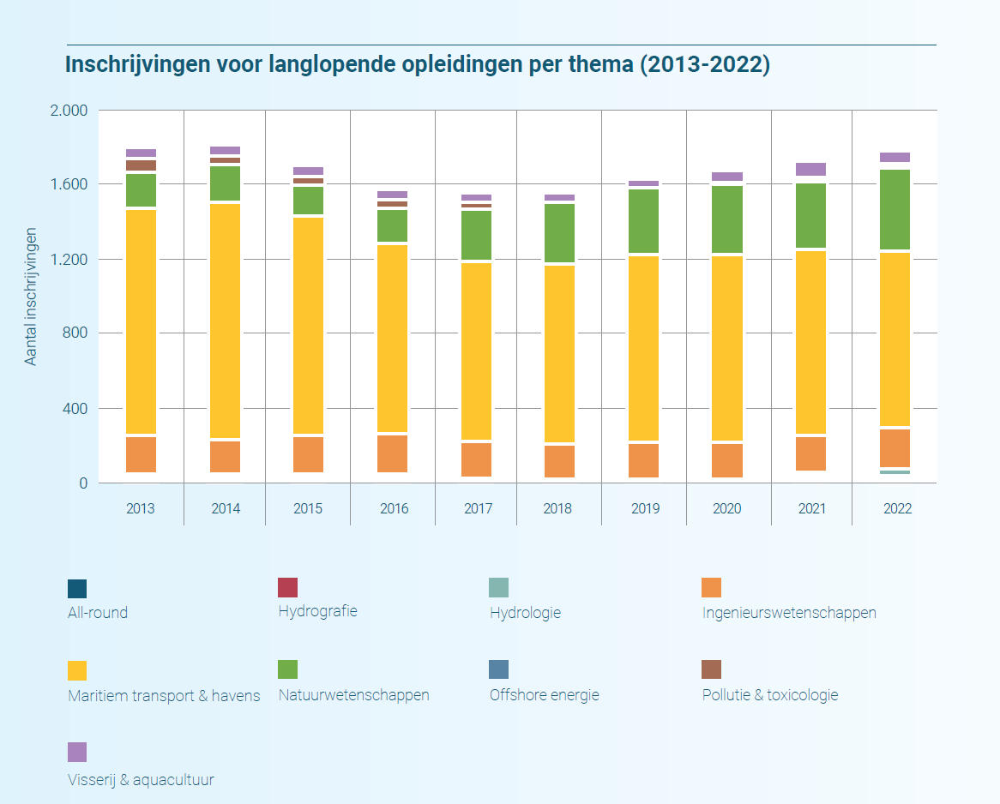 Inschrijvingen voor langlopende opleidingen per thema (2013-2022)
Aantal inschrijvingen
2.000
1.600
1.200
800
400
0
2013 2014 2015 2016 2017 2018 2019 2020 2021 2022
All-round Hydrografie Hydrologie Ingenieurswetenschappen
Maritiem transport & havens Natuurwetenschappen Offshore energie Pollutie & toxicologie
Visserij & aquacultuur